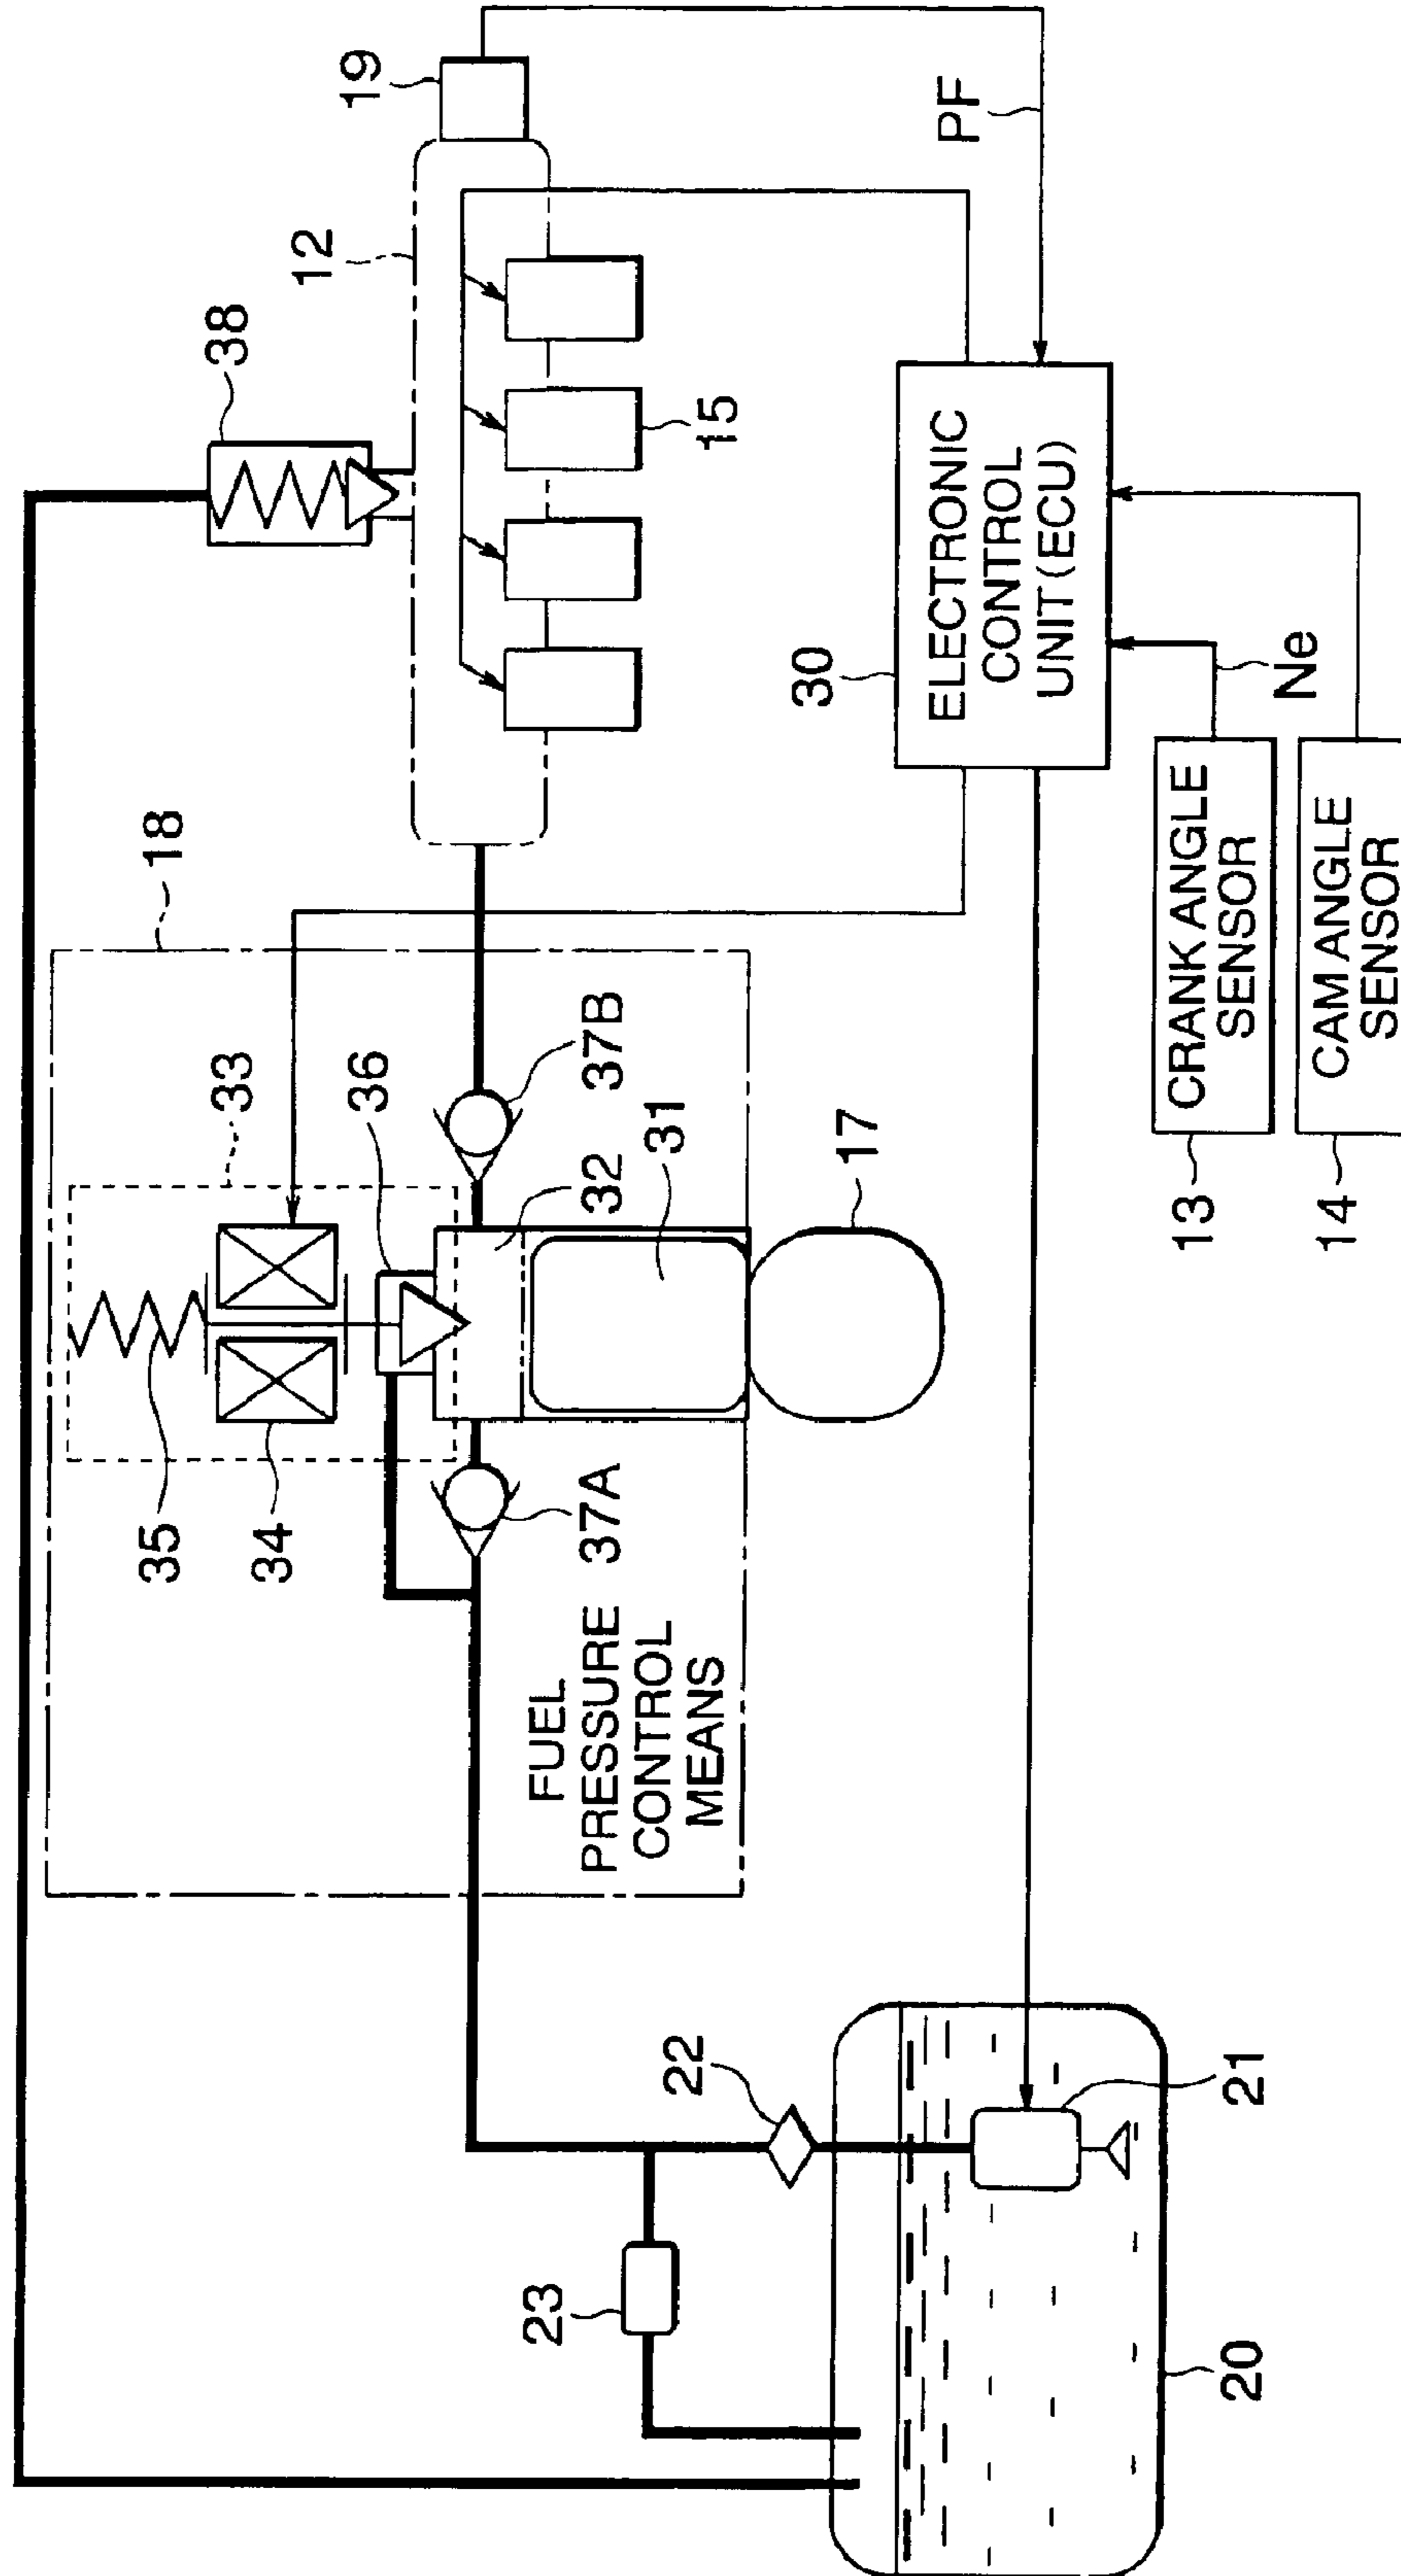 38
12
19
18
33
35
34
36
37B
37A
32
31
17
15
PF
FUEL
PRESSURE
CONTROL
MEANS
30
ELECTRONIC
CONTROL
UNIT(ECU)
Ne
23
22
21
20
13
CRANK ANGLE
SENSOR
14
CAM ANGLE
SENSOR